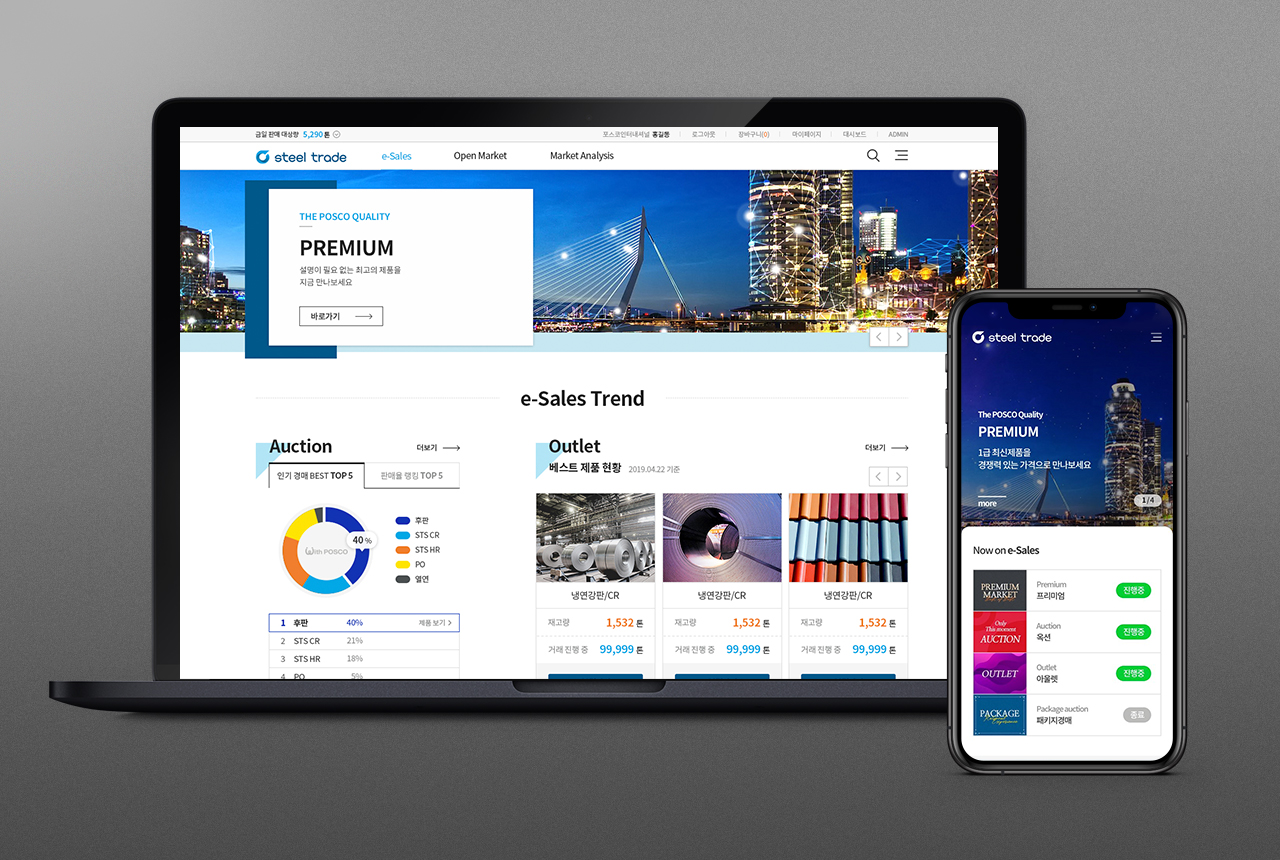 금일 판매 대상량 5,290 톤
포스코인터내셔널 홍길동
로그아웃
장바구니(0)
마이페이지
대시보드
ADMIN
steel trade
e-Sales
Open Market
Market Analysis
THE POSCO QUALITY
PREMIUM
설명이 필요 없는 최고의 제품을
지금 만나보세요
바로가기
e-Sales Trend
Auction
더보기
인기 경매 BEST TOP 5
판매율 랭킹 TOP 5
With POSCO
40 %
후판
STS CR
STS HR
PO
열연
1 후판 40% 제품 보기
2 STS CR 21%
3 STS HR 18%
4 PO 5%
Outlet
더보기
베스트 제품 현황 2019.04.22 기준
냉연강판/CR
재고량 1,532 톤
거래 진행 중 99,999 톤
냉연강판/CR
재고량 1,532 톤
거래 진행 중 99,999 톤
냉연강판/CR
재고량 1,532 톤
거래 진행 중 99,999 톤
steel trade
The POSCO Quality
PREMIUM
1급 최신제품을
경쟁력 있는 가격으로 만나보세요
more
1/4
Now on e-Sales
PREMIUM
MARKET
Premium
프리미엄
진행중
Only
This moment
AUCTION
Auction
옥션
진행중
OUTLET
Outlet
아울렛
진행중
PACKAGE
Package auction
패키지경매
종료